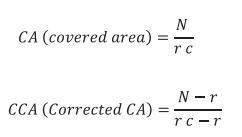 CA (covered area) = N / r c
CCA (Corrected CA) = N − r / r c − r